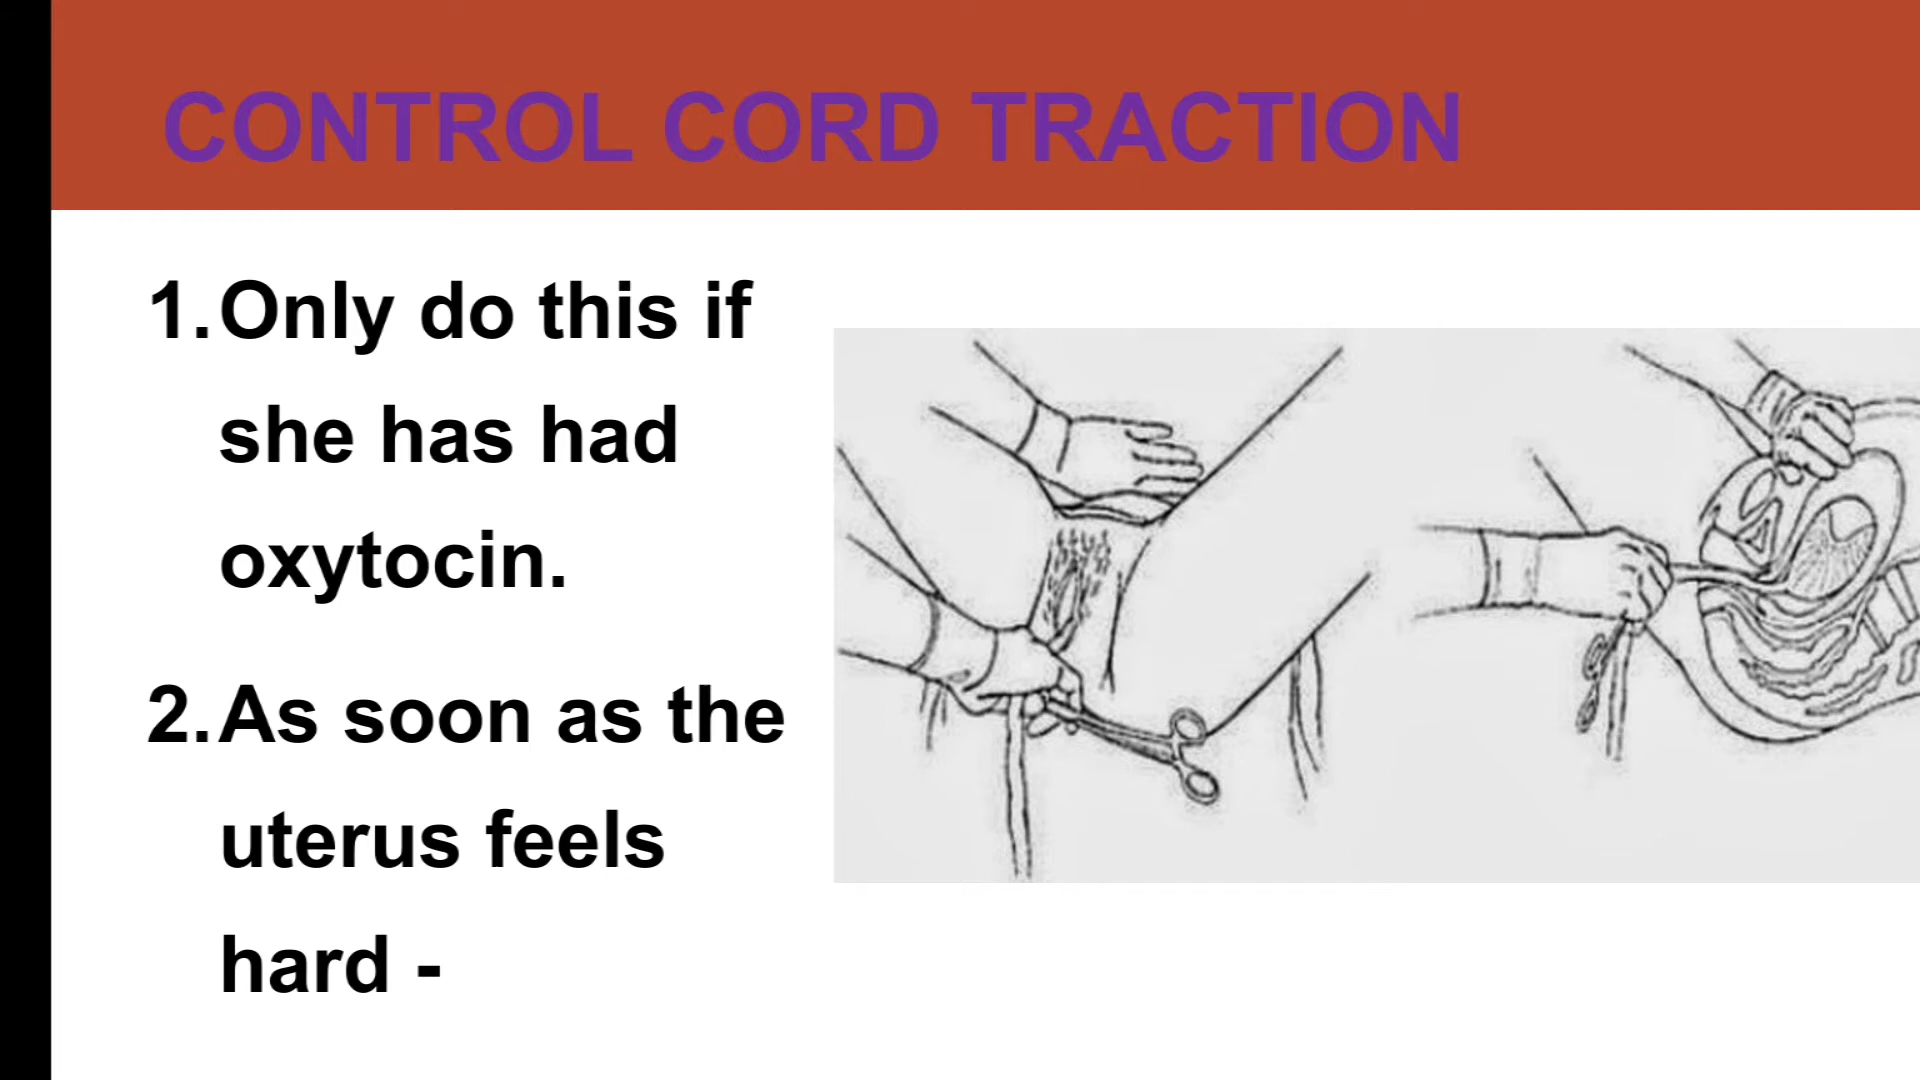 CONTROL CORD TRACTION
1.Only do this if
she has had
oxytocin.
2.As soon as the
uterus feels
hard -